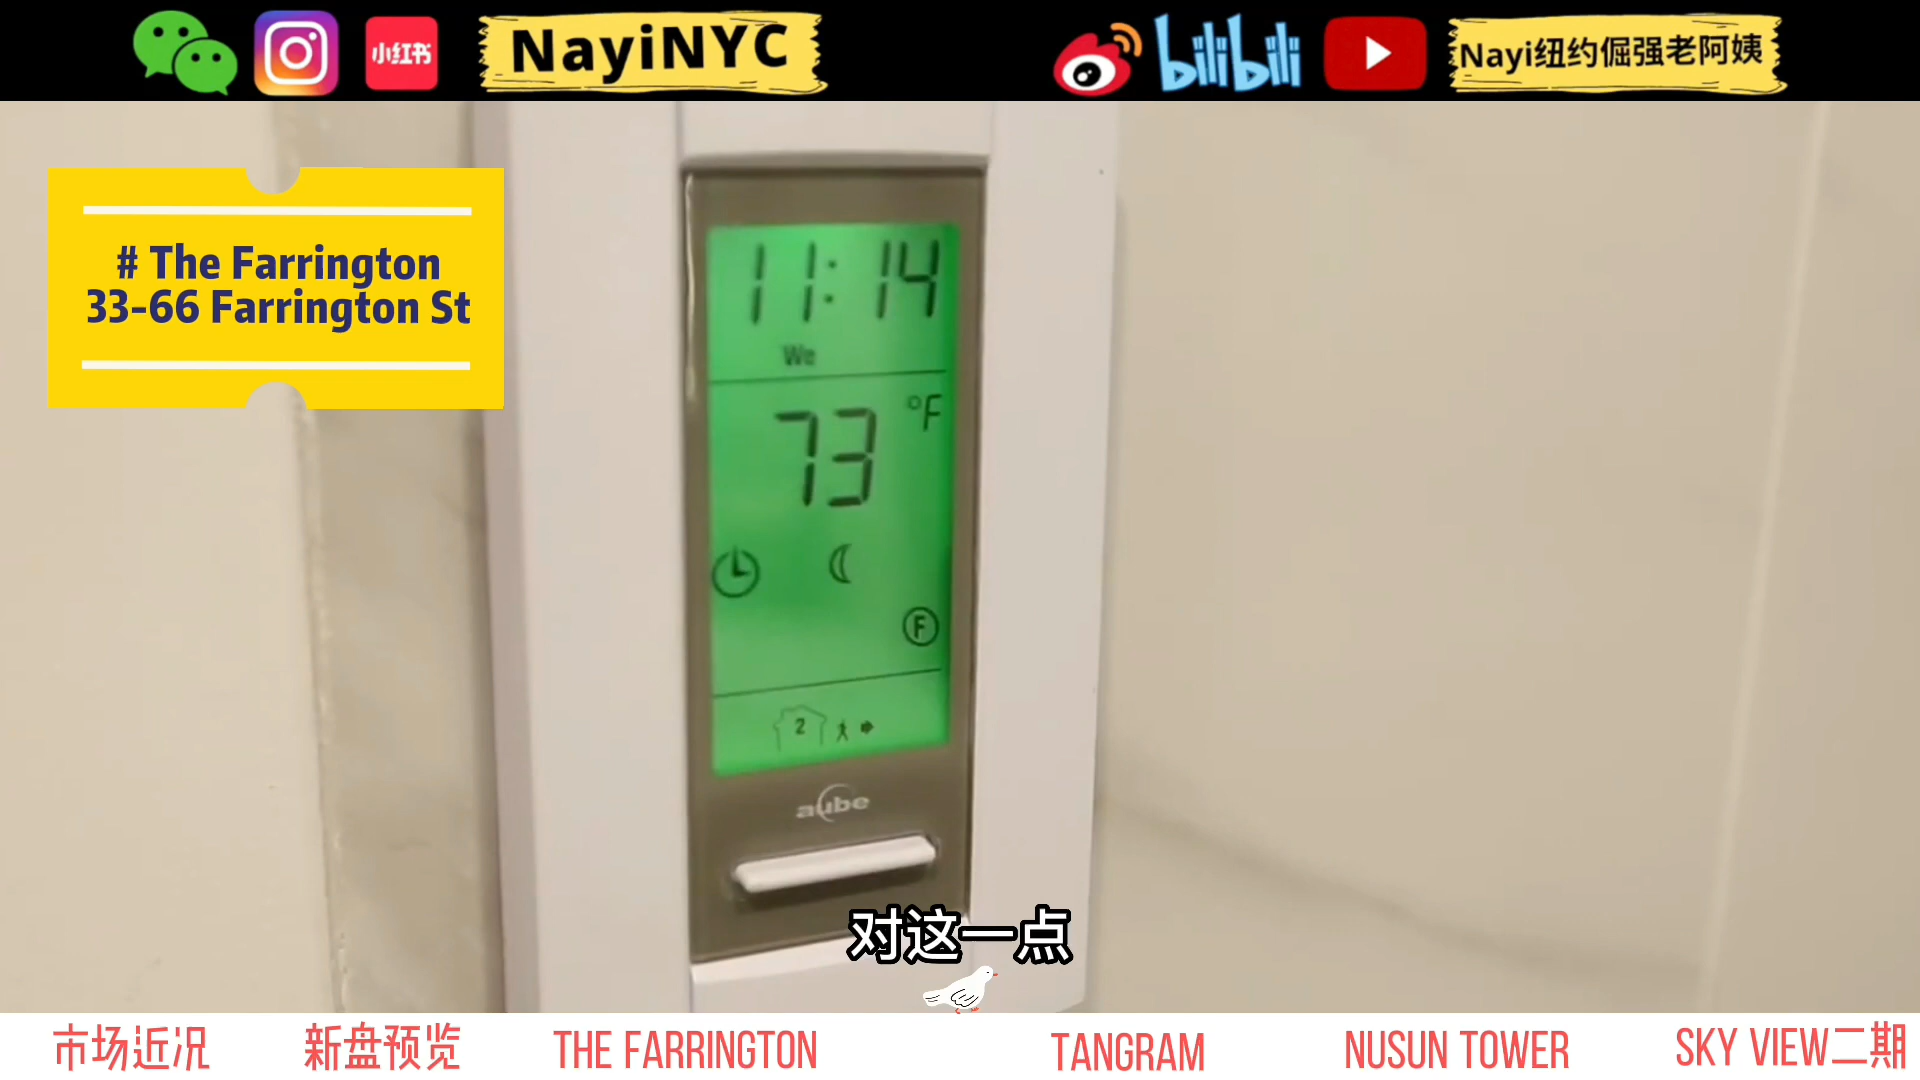 小红书
NayiNYC
bilibili
Nayi纽约倔强老阿姨
# The Farrington
33-66 Farrington St
11:14
We
73 °F
F
2
aube
对这一点
市场近况
新盘预览
THE FARRINGTON
TANGRAM
NUSUN TOWER
SKY VIEW二期